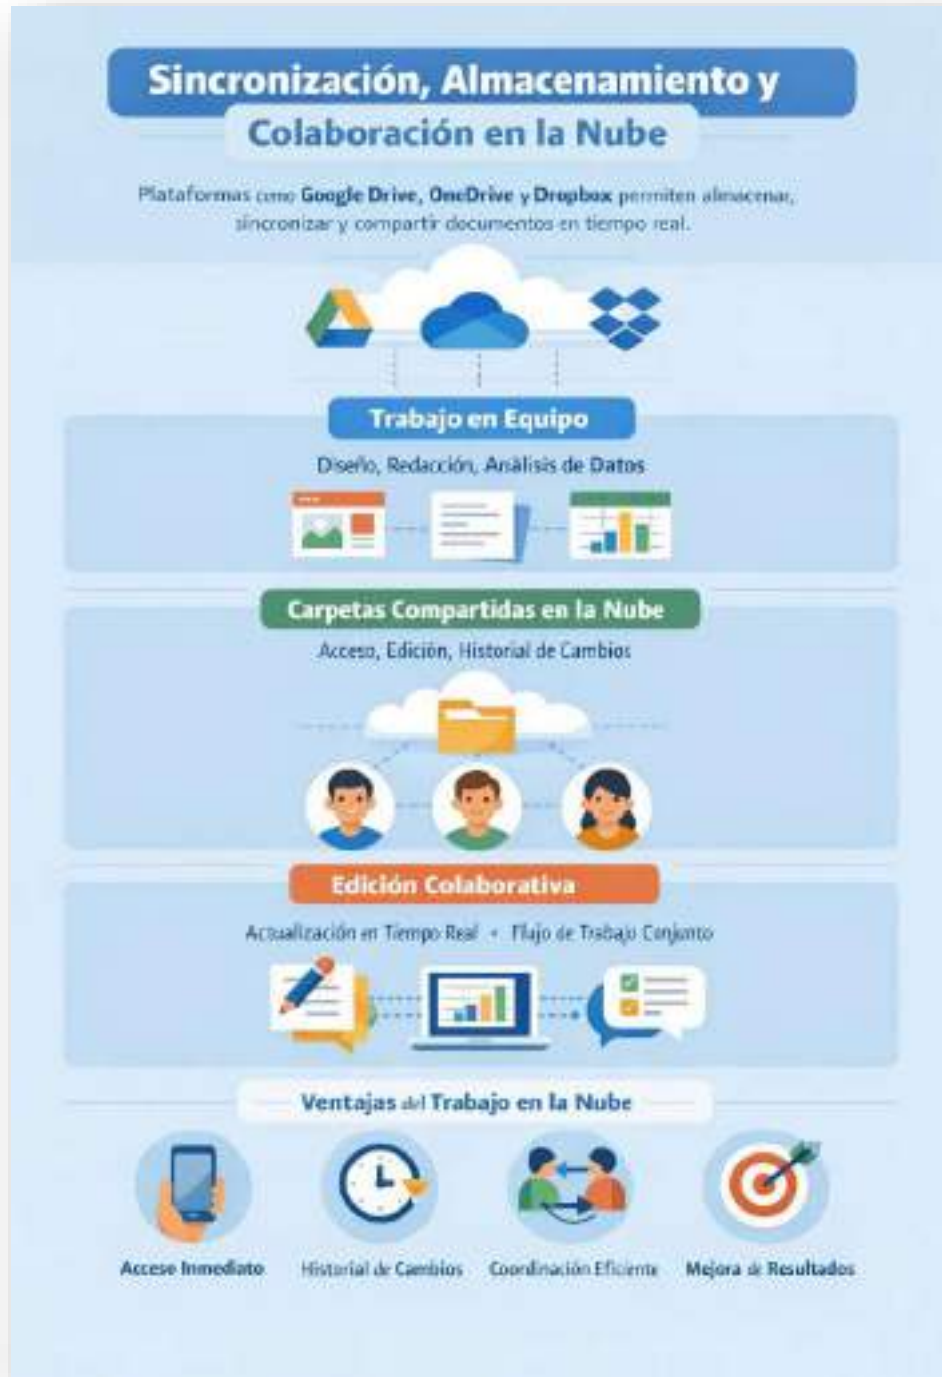 Sincronización, Almacenamiento y
Colaboración en la Nube
Plataformas como Google Drive, OneDrive y Dropbox permiten almacenar,
sincronizar y compartir documentos en tiempo real.
Trabajo en Equipo
Diseño, Redacción, Análisis de Datos
Carpetas Compartidas en la Nube
Acceso, Edición, Historial de Cambios
Edición Colaborativa
Actualización en Tiempo Real • Flujo de Trabajo Conjunto
Ventajas del Trabajo en la Nube
Acceso Inmediato
Historial de Cambios
Coordinación Eficiente
Mejora de Resultados